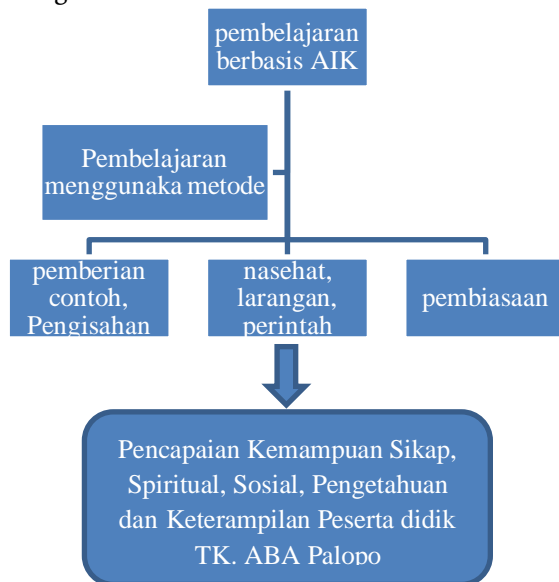 pembelajaran
berbasis AIK
Pembelajaran
menggunaka metode
pemberian
contoh,
Pengisahan
nasehat,
larangan,
perintah
pembiasaan
Pencapaian Kemampuan Sikap,
Spiritual, Sosial, Pengetahuan
dan Keterampilan Peserta didik
TK. ABA Palopo